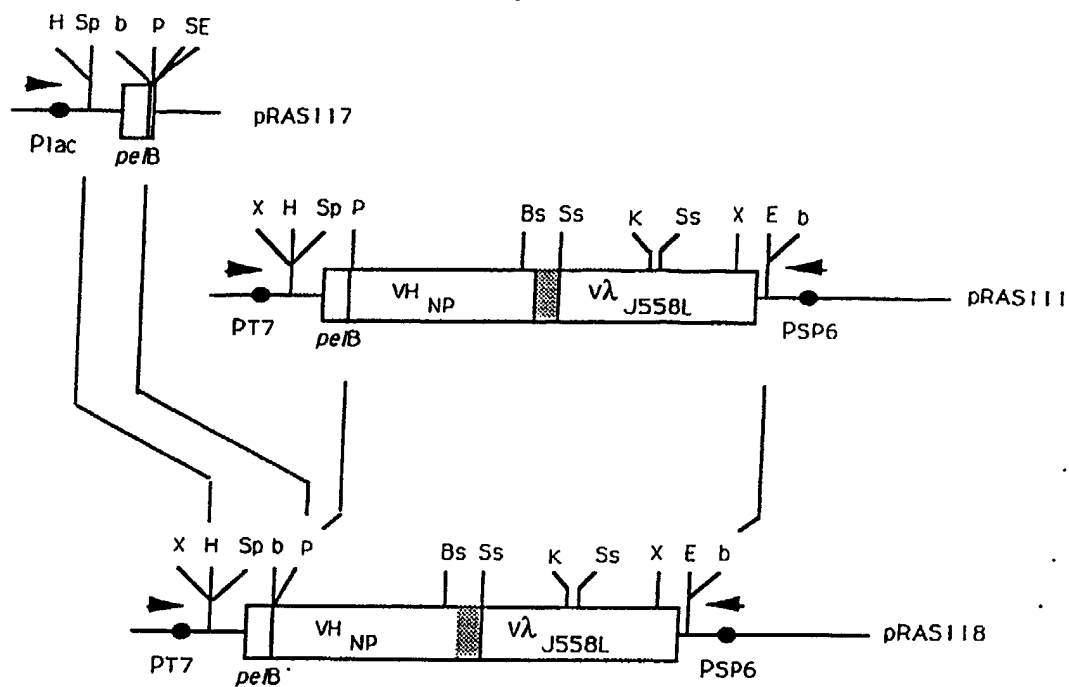 H Sp b P SE
pRAS117
Plac
pelB
X H Sp P Bs Ss K Ss X E b
VH NP Vλ J558L
pRAS111
PT7
pelB
PSP6
X H Sp b P Bs Ss K Ss X E b
VH NP Vλ J558L
pRAS118
PT7
pelB
PSP6